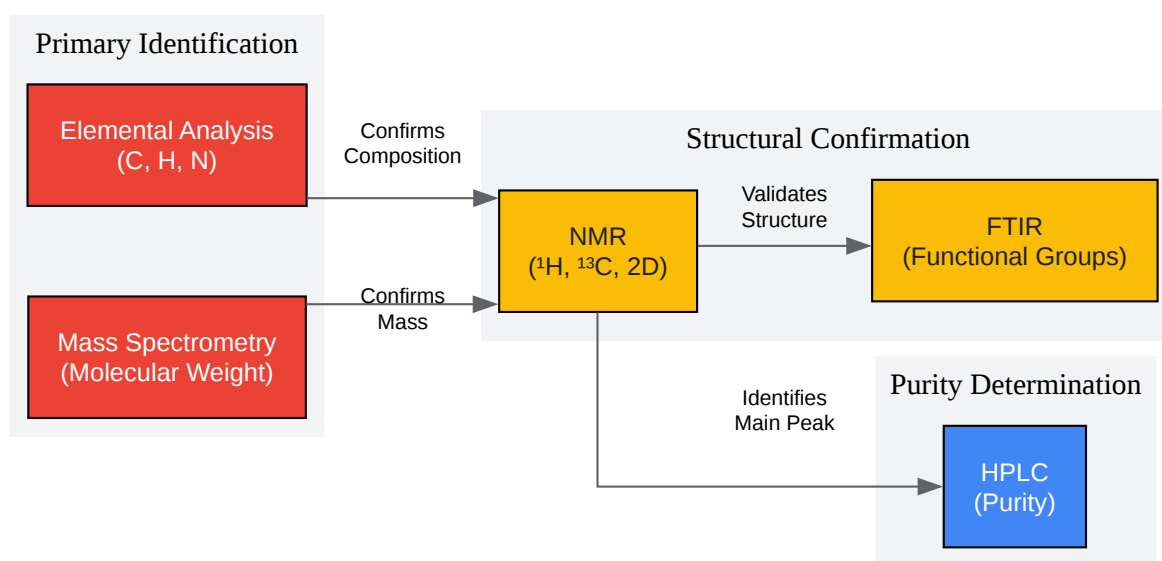 Primary Identification
Elemental Analysis
(C, H, N)
Confirms
Composition
Mass Spectrometry
(Molecular Weight)
Confirms
Mass
Structural Confirmation
NMR
(¹H, ¹³C, 2D)
Validates
Structure
FTIR
(Functional Groups)
Identifies
Main Peak
Purity Determination
HPLC
(Purity)